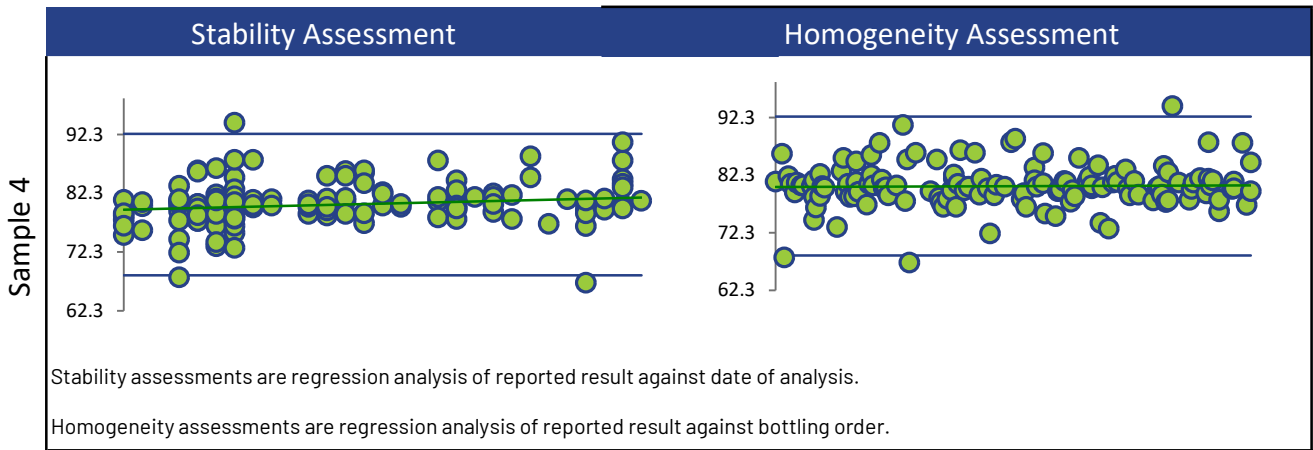 Stability Assessment
Homogeneity Assessment
Sample 4
92.3
82.3
72.3
62.3
92.3
82.3
72.3
62.3
Stability assessments are regression analysis of reported result against date of analysis.
Homogeneity assessments are regression analysis of reported result against bottling order.